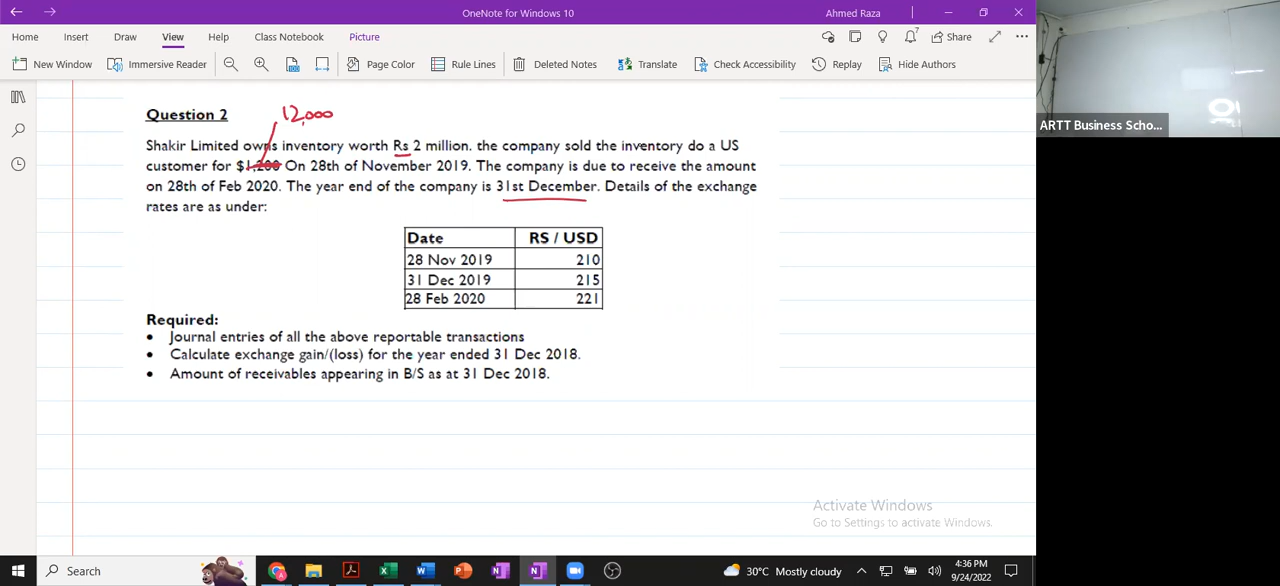 OneNote for Windows 10
Ahmed Raza
Home Insert Draw View Help Class Notebook Picture
Share
New Window Immersive Reader Page Color Rule Lines Deleted Notes Translate Check Accessibility Replay Hide Authors
ARTT Business Scho...
Question 2
12,000
Shakir Limited owns inventory worth Rs 2 million. the company sold the inventory do a US
customer for $1,200 On 28th of November 2019. The company is due to receive the amount
on 28th of Feb 2020. The year end of the company is 31st December. Details of the exchange
rates are as under:
Date RS / USD
28 Nov 2019 210
31 Dec 2019 215
28 Feb 2020 221
Required:
• Journal entries of all the above reportable transactions
• Calculate exchange gain/(loss) for the year ended 31 Dec 2018.
• Amount of receivables appearing in B/S as at 31 Dec 2018.
Activate Windows
Go to Settings to activate Windows.
Search
30°C Mostly cloudy
4:36 PM
9/24/2022